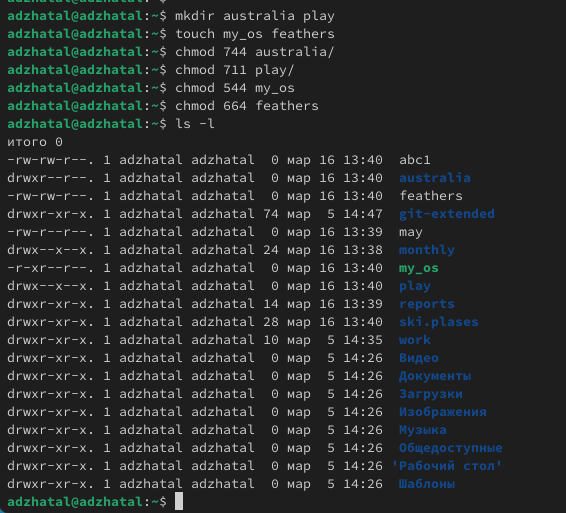 adzhatal@adzhatal:~$ mkdir australia play
adzhatal@adzhatal:~$ touch my_os feathers
adzhatal@adzhatal:~$ chmod 744 australia/
adzhatal@adzhatal:~$ chmod 711 play/
adzhatal@adzhatal:~$ chmod 544 my_os
adzhatal@adzhatal:~$ chmod 664 feathers
adzhatal@adzhatal:~$ ls -l
итого 0
-rw-rw-r--. 1 adzhatal adzhatal  0 мар 16 13:40  abc1
drwxr--r--. 1 adzhatal adzhatal  0 мар 16 13:40  australia
-rw-rw-r--. 1 adzhatal adzhatal  0 мар 16 13:40  feathers
drwxr-xr-x. 1 adzhatal adzhatal 74 мар  5 14:47  git-extended
-rw-r--r--. 1 adzhatal adzhatal  0 мар 16 13:39  may
drwx--x--x. 1 adzhatal adzhatal 24 мар 16 13:38  monthly
-r-xr--r--. 1 adzhatal adzhatal  0 мар 16 13:40  my_os
drwx--x--x. 1 adzhatal adzhatal  0 мар 16 13:40  play
drwxr-xr-x. 1 adzhatal adzhatal 14 мар 16 13:39  reports
drwxr-xr-x. 1 adzhatal adzhatal 28 мар 16 13:40  ski.plases
drwxr-xr-x. 1 adzhatal adzhatal 10 мар  5 14:35  work
drwxr-xr-x. 1 adzhatal adzhatal  0 мар  5 14:26  Видео
drwxr-xr-x. 1 adzhatal adzhatal  0 мар  5 14:26  Документы
drwxr-xr-x. 1 adzhatal adzhatal  0 мар  5 14:26  Загрузки
drwxr-xr-x. 1 adzhatal adzhatal  0 мар  5 14:26  Изображения
drwxr-xr-x. 1 adzhatal adzhatal  0 мар  5 14:26  Музыка
drwxr-xr-x. 1 adzhatal adzhatal  0 мар  5 14:26  Общедоступные
drwxr-xr-x. 1 adzhatal adzhatal  0 мар  5 14:26 'Рабочий стол'
drwxr-xr-x. 1 adzhatal adzhatal  0 мар  5 14:26  Шаблоны
adzhatal@adzhatal:~$